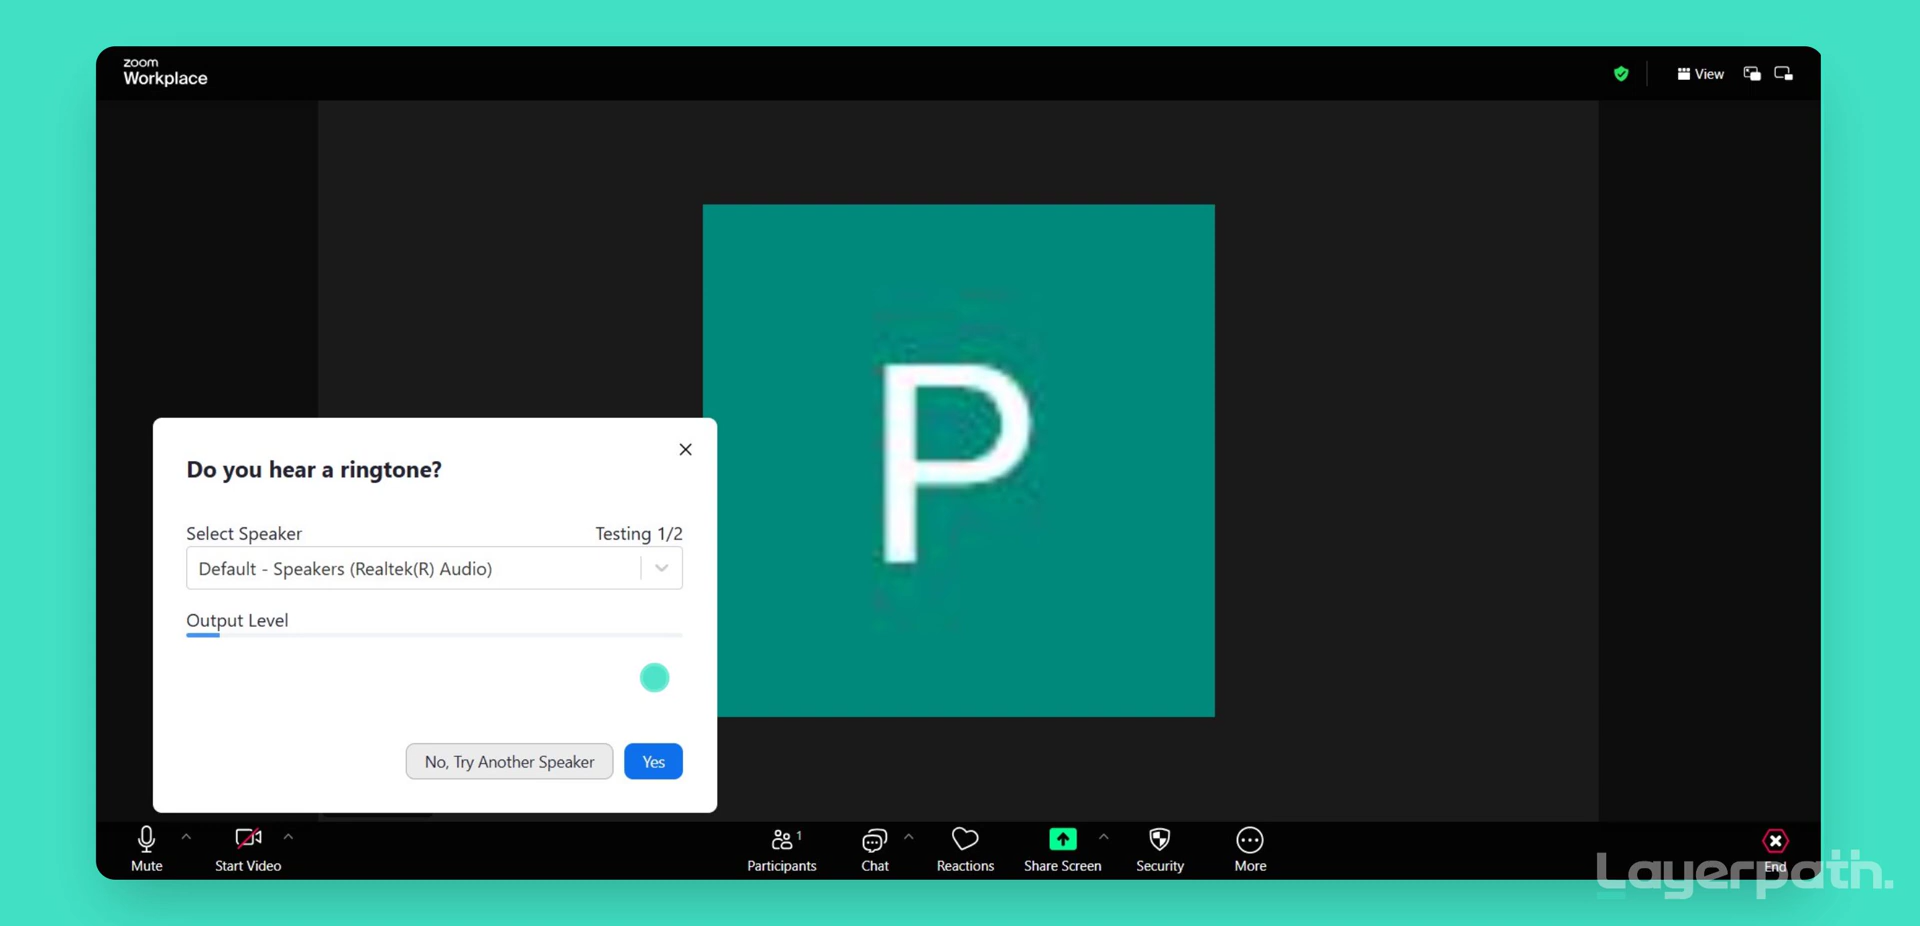 zoom
Workplace
View
P
Do you hear a ringtone?
Select Speaker Testing 1/2
Default - Speakers (Realtek(R) Audio)
Output Level
No, Try Another Speaker Yes
1
Mute Start Video Participants Chat Reactions Share Screen Security More End
Layerpath.